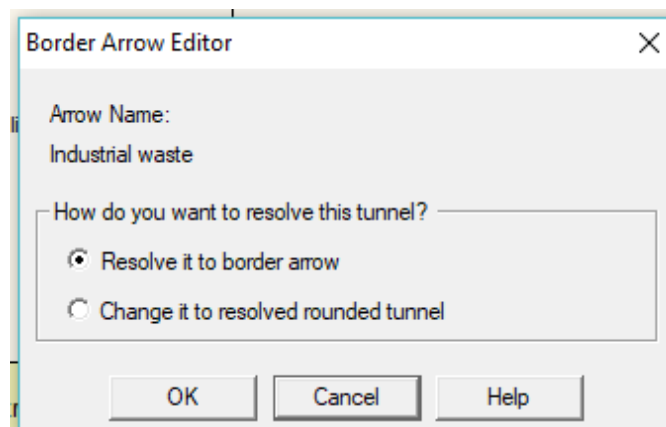 Border Arrow Editor
Arrow Name:
Industrial waste
How do you want to resolve this tunnel?
Resolve it to border arrow
Change it to resolved rounded tunnel
OK
Cancel
Help